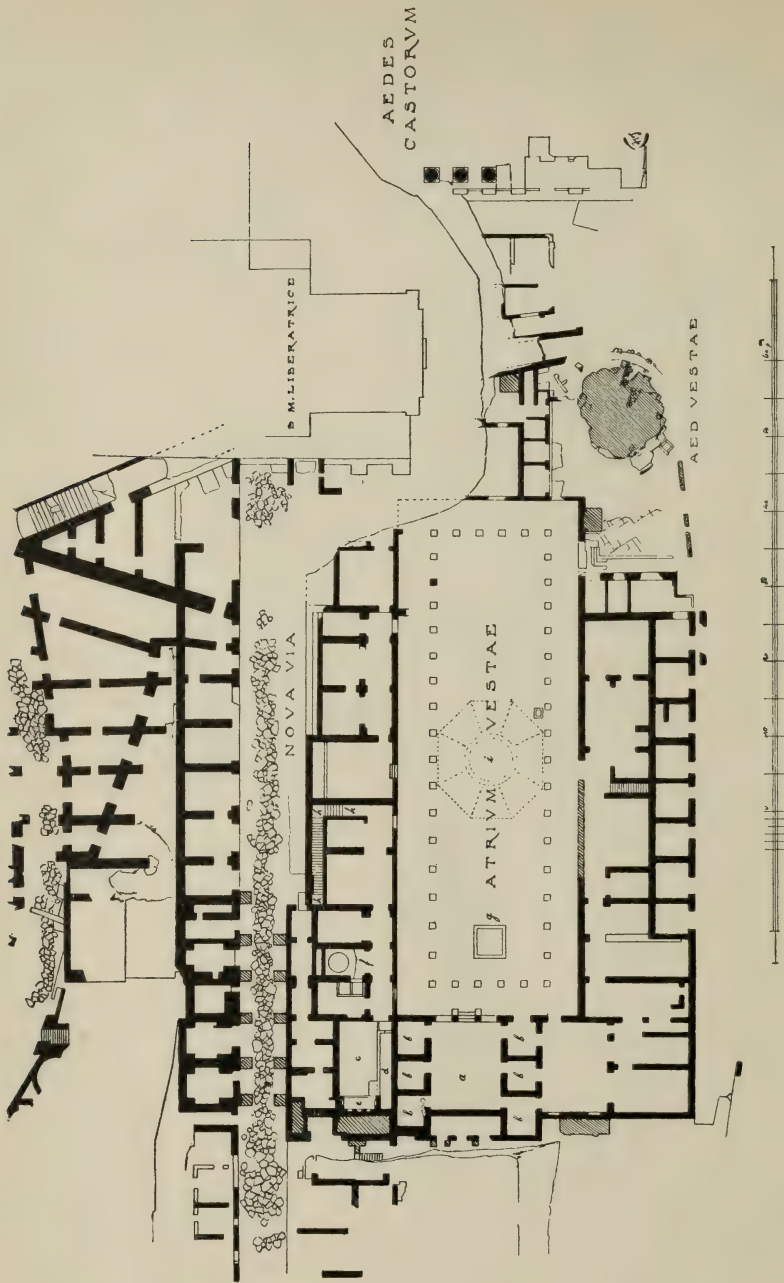 AEDES
CASTORVM
S M. LIBERATRICE
NOVA VIA
AED VESTAE
ATRIVM i VESTAE
g
h
h
h
f
c
d
e
a
b
b
b
b
b
b